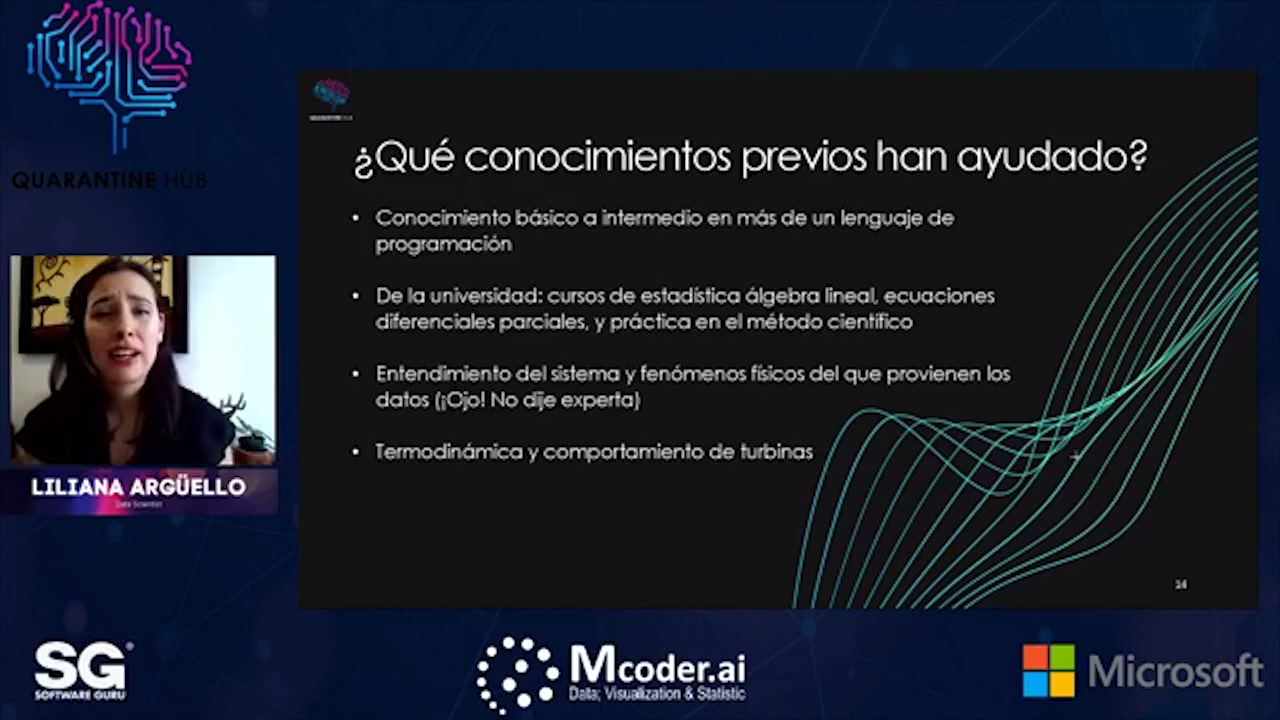 QUARANTINE HUB
QUARANTINE HUB
¿Qué conocimientos previos han ayudado?
• Conocimiento básico a intermedio en más de un lenguaje de
programación
• De la universidad: cursos de estadística álgebra lineal, ecuaciones
diferenciales parciales, y práctica en el método científico
• Entendimiento del sistema y fenómenos físicos del que provienen los
datos (¡Ojo! No dije experta)
• Termodinámica y comportamiento de turbinas
14
LILIANA ARGÜELLO
Data Scientist
SG®
SOFTWARE GURU
Mcoder.ai
Data; Visualization & Statistic
Microsoft